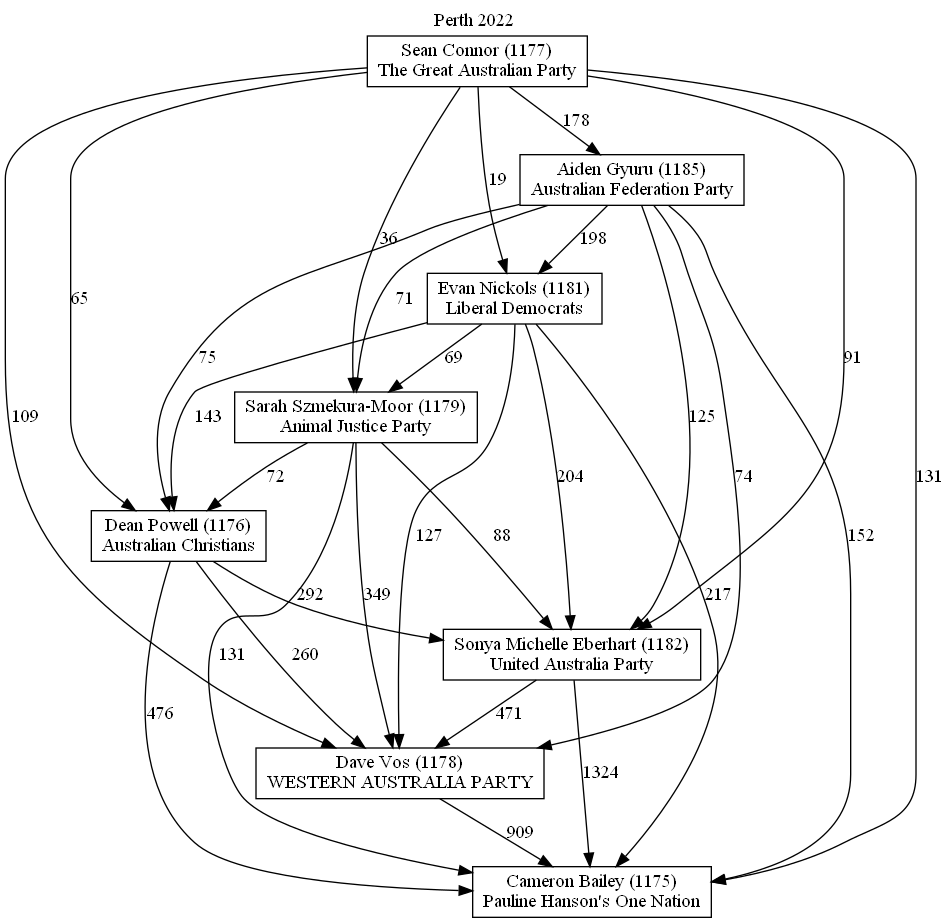 Perth 2022
Sean Connor (1177)
The Great Australian Party
178
Aiden Gyuru (1185)
Australian Federation Party
19
36
198
65
71
Evan Nickols (1181)
Liberal Democrats
75
69
91
109
143
Sarah Szmekura-Moor (1179)
Animal Justice Party
125
72
204
74
131
Dean Powell (1176)
Australian Christians
127
88
152
292
349
217
Sonya Michelle Eberhart (1182)
United Australia Party
131
260
476
471
Dave Vos (1178)
WESTERN AUSTRALIA PARTY
1324
909
Cameron Bailey (1175)
Pauline Hanson's One Nation